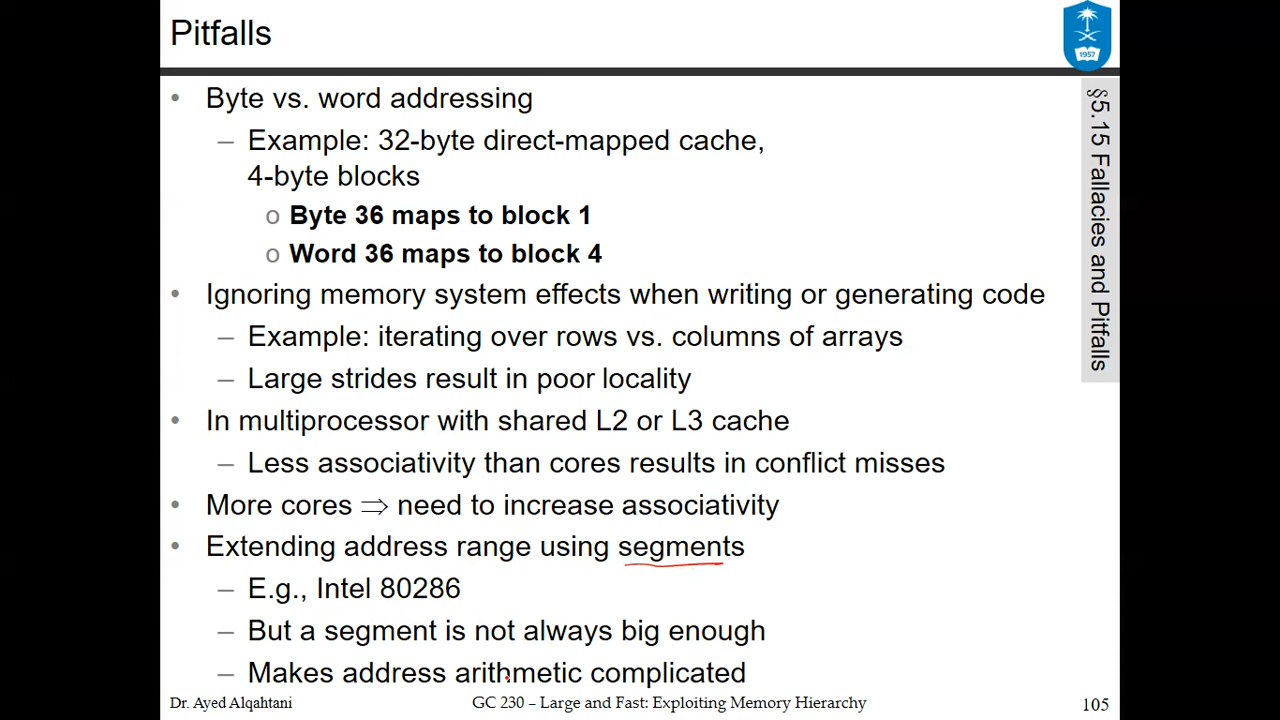 Pitfalls
1957
• Byte vs. word addressing
– Example: 32-byte direct-mapped cache,
4-byte blocks
o Byte 36 maps to block 1
o Word 36 maps to block 4
• Ignoring memory system effects when writing or generating code
– Example: iterating over rows vs. columns of arrays
– Large strides result in poor locality
• In multiprocessor with shared L2 or L3 cache
– Less associativity than cores results in conflict misses
• More cores ⇒ need to increase associativity
• Extending address range using segments
– E.g., Intel 80286
– But a segment is not always big enough
– Makes address arithmetic complicated
§5.15 Fallacies and Pitfalls
Dr. Ayed Alqahtani
GC 230 – Large and Fast: Exploiting Memory Hierarchy
105